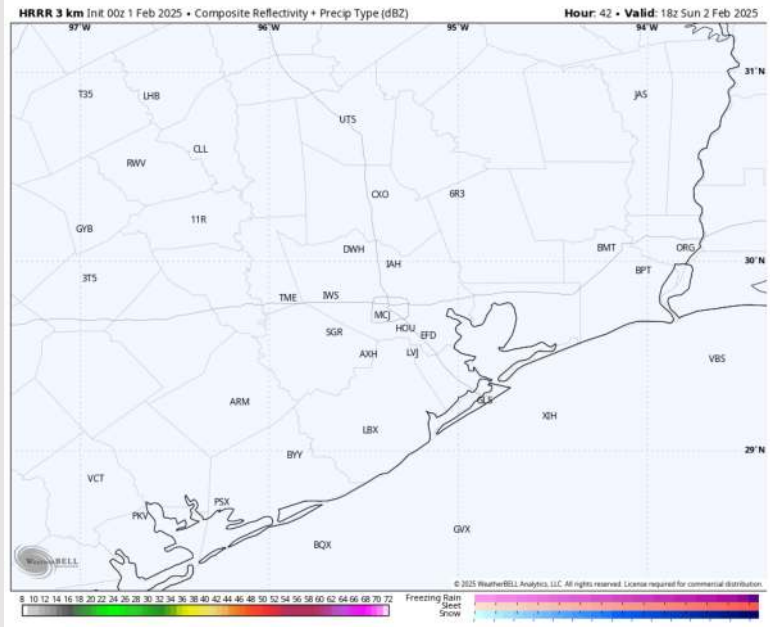 HRRR 3 km Init 00z 1 Feb 2025 • Composite Reflectivity + Precip Type (dBZ) Hour: 42 • Valid: 18z Sun 2 Feb 2025
97°W 96°W 95°W 94°W
31°N
T35 LHB JAS
UTS
CLL
RWV
CXO 6R3
11R
GYB
DWH BMT ORG
IAH 30°N
3T5 BPT
TME IWS
MCJ
SGR HOU EFD
AXH LVJ VBS
ARM GLS
XIH
LBX
BYY 29°N
VCT
PSX
PKV
GVX
BQX
WeatherBELL
© 2025 WeatherBELL Analytics, LLC. All rights reserved. License required for commercial distribution.
8 10 12 14 16 18 20 22 24 26 28 30 32 34 36 38 40 42 44 46 48 50 52 54 56 58 60 62 64 66 68 70 72
Freezing Rain
Sleet
Snow